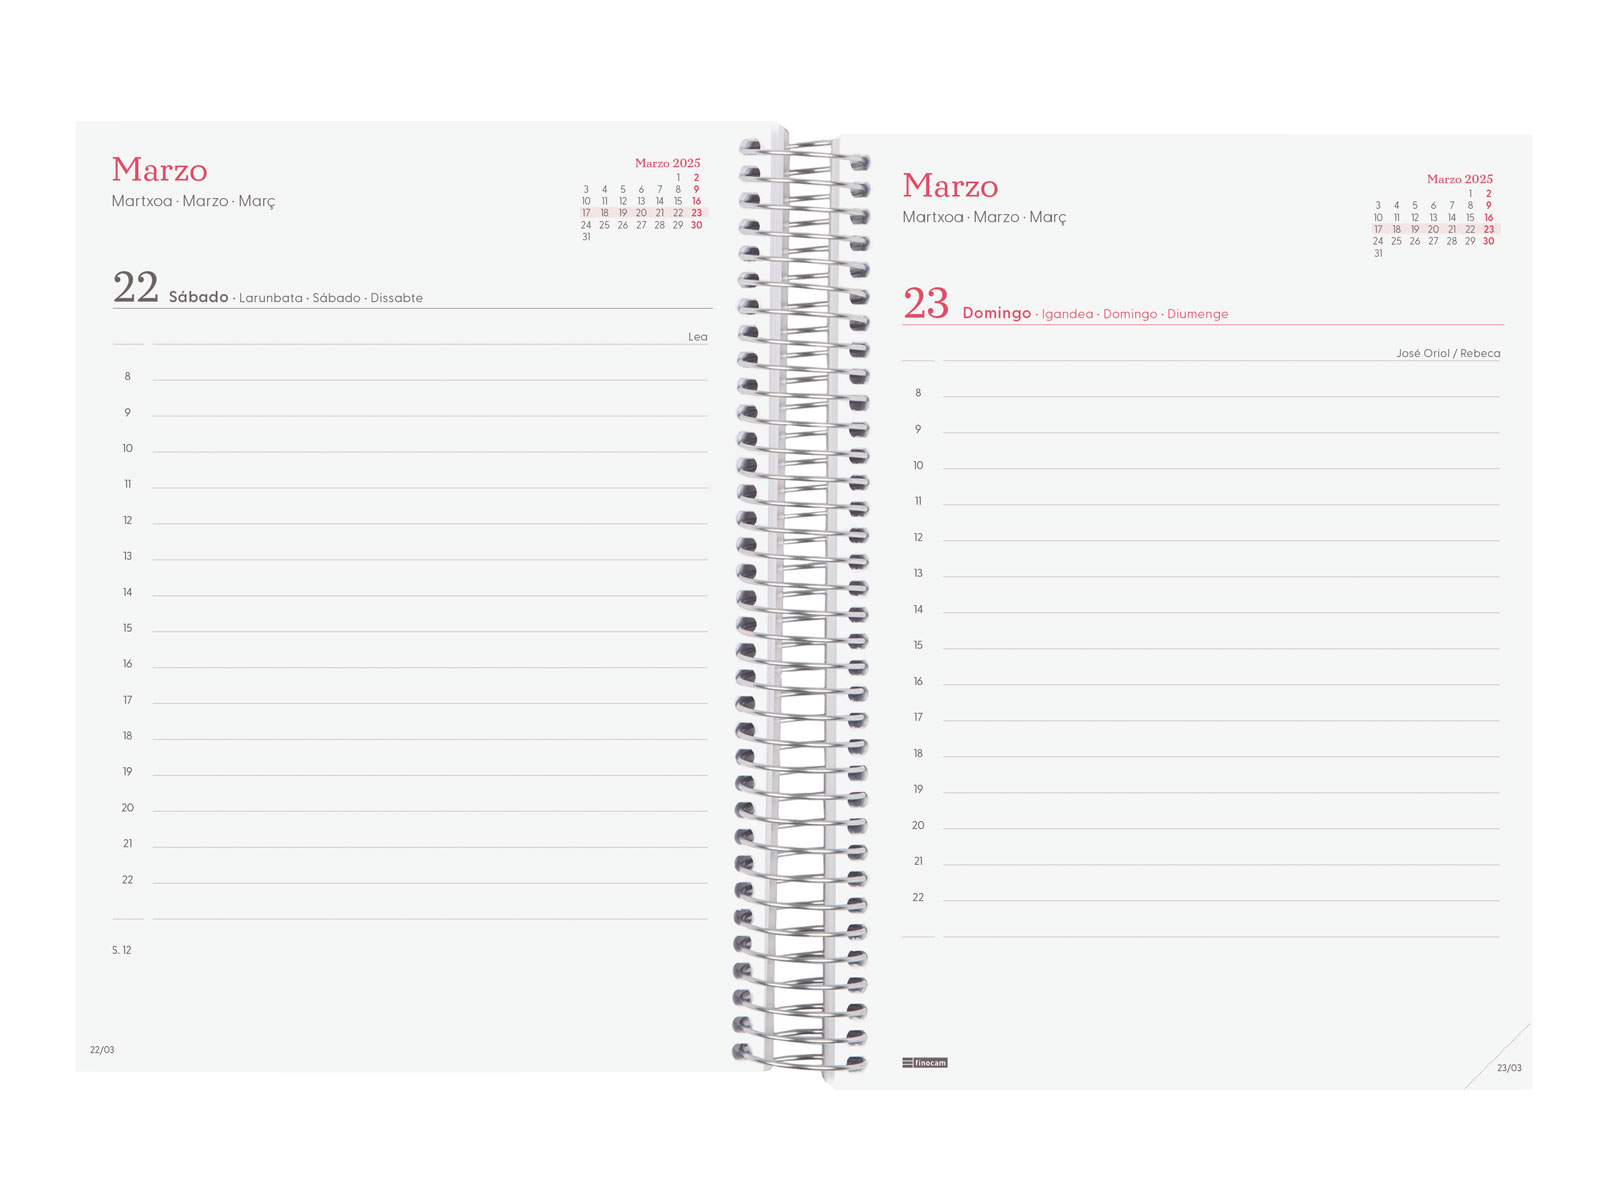 Marzo
Martxoa · Marzo · Març
Marzo 2025
1 2
3 4 5 6 7 8 9
10 11 12 13 14 15 16
17 18 19 20 21 22 23
24 25 26 27 28 29 30
31
22 Sábado · Larunbata · Sábado · Dissabte
Lea
8
9
10
11
12
13
14
15
16
17
18
19
20
21
22
S. 12
22/03
Marzo
Martxoa · Marzo · Març
Marzo 2025
1 2
3 4 5 6 7 8 9
10 11 12 13 14 15 16
17 18 19 20 21 22 23
24 25 26 27 28 29 30
31
23 Domingo · Igandea · Domingo · Diumenge
José Oriol / Rebeca
8
9
10
11
12
13
14
15
16
17
18
19
20
21
22
finocam
23/03